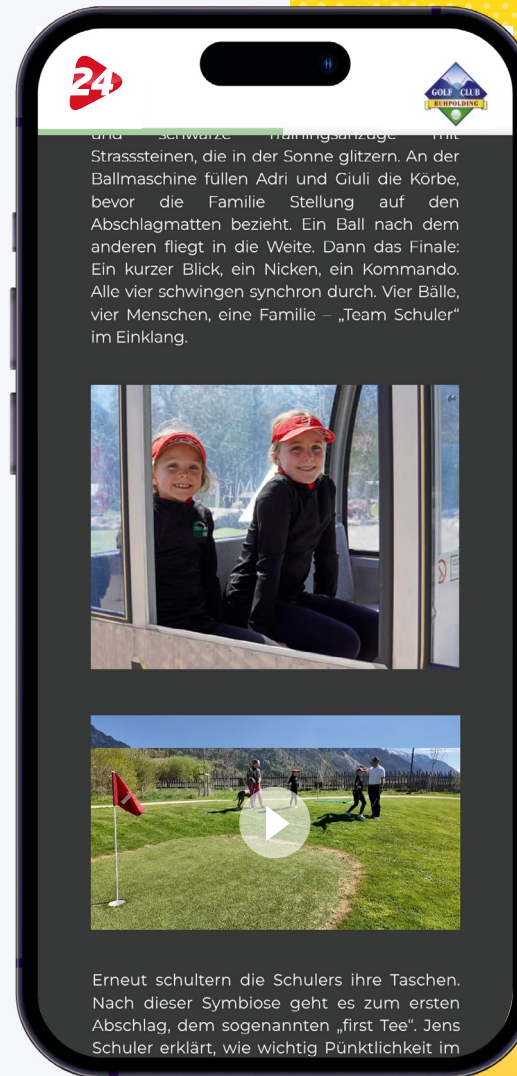 24
GOLF CLUB
RUHPOLDING
und schwarze Trainingsanzüge mit
Strasssteinen, die in der Sonne glitzern. An der
Ballmaschine füllen Adri und Giuli die Körbe,
bevor die Familie Stellung auf den
Abschlagmatten bezieht. Ein Ball nach dem
anderen fliegt in die Weite. Dann das Finale:
Ein kurzer Blick, ein Nicken, ein Kommando.
Alle vier schwingen synchron durch. Vier Bälle,
vier Menschen, eine Familie – „Team Schuler“
im Einklang.
Erneut schultern die Schulers ihre Taschen.
Nach dieser Symbiose geht es zum ersten
Abschlag, dem sogenannten „first Tee“. Jens
Schuler erklärt, wie wichtig Pünktlichkeit im